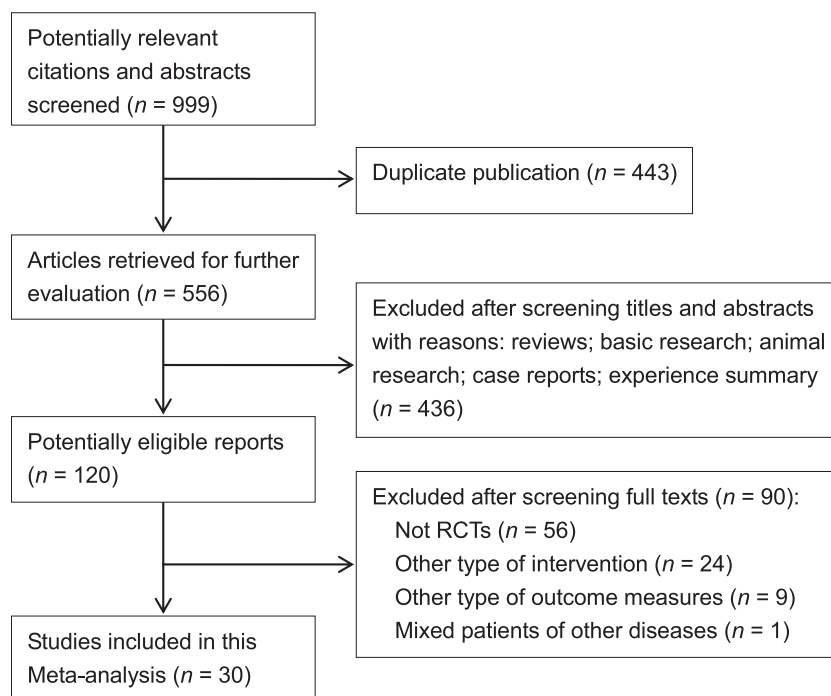 Potentially relevant
citations and abstracts
screened (n = 999)
Duplicate publication (n = 443)
Articles retrieved for further
evaluation (n = 556)
Excluded after screening titles and abstracts
with reasons: reviews; basic research; animal
research; case reports; experience summary
(n = 436)
Potentially eligible reports
(n = 120)
Excluded after screening full texts (n = 90):
Not RCTs (n = 56)
Other type of intervention (n = 24)
Other type of outcome measures (n = 9)
Mixed patients of other diseases (n = 1)
Studies included in this
Meta-analysis (n = 30)